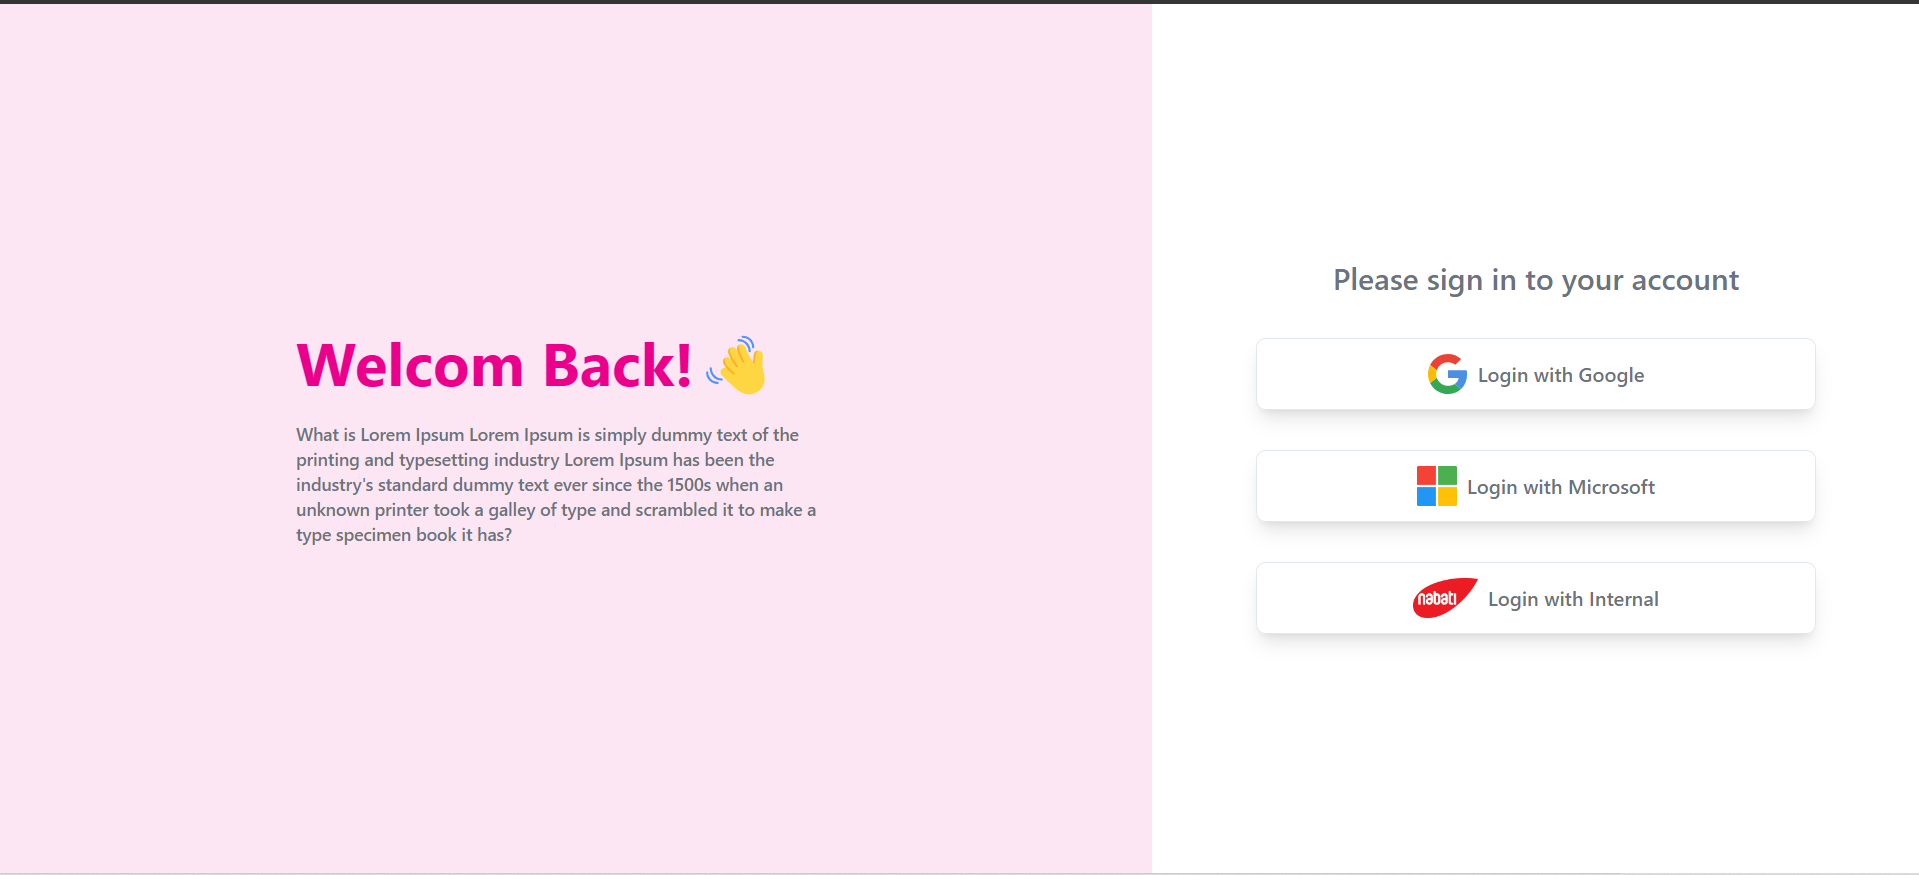 Welcom Back!
What is Lorem Ipsum Lorem Ipsum is simply dummy text of the
printing and typesetting industry Lorem Ipsum has been the
industry's standard dummy text ever since the 1500s when an
unknown printer took a galley of type and scrambled it to make a
type specimen book it has?
Please sign in to your account
Login with Google
Login with Microsoft
nabati Login with Internal